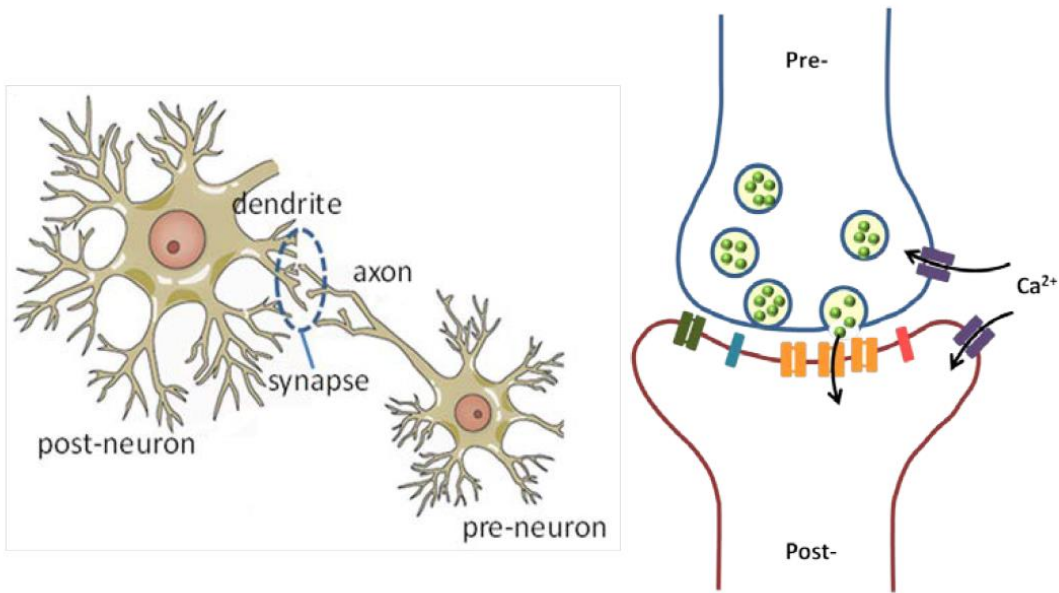 dendrite
axon
synapse
post-neuron
pre-neuron
Pre-
Ca²⁺
Post-